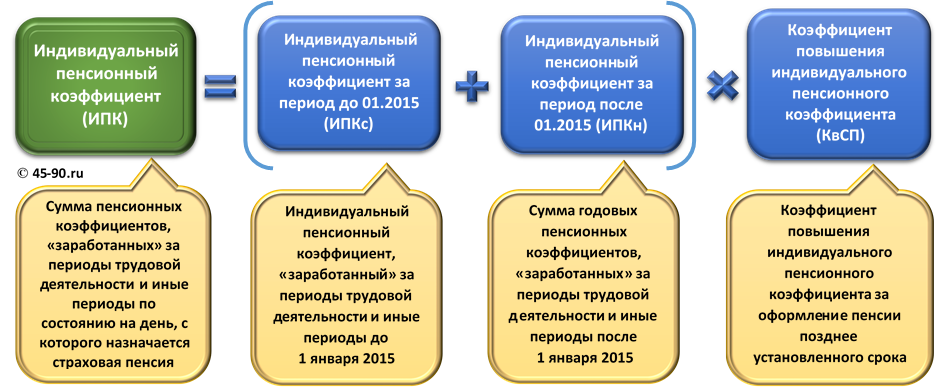 Индивидуальный
пенсионный
коэффициент
(ИПК)
=
Индивидуальный
пенсионный
коэффициент за
период до 01.2015
(ИПКс)
+
Индивидуальный
пенсионный
коэффициент за
период после
01.2015 (ИПКн)
×
Коэффициент
повышения
индивидуального
пенсионного
коэффициента
(КвСП)
© 45-90.ru
Сумма пенсионных
коэффициентов,
«заработанных» за
периоды трудовой
деятельности и иные
периоды по
состоянию на день, с
которого назначается
страховая пенсия
Индивидуальный
пенсионный
коэффициент,
«заработанный» за
периоды трудовой
деятельности и иные
периоды до
1 января 2015
Сумма годовых
пенсионных
коэффициентов,
«заработанных» за
периоды трудовой
деятельности и иные
периоды после
1 января 2015
Коэффициент
повышения
индивидуального
пенсионного
коэффициента за
оформление пенсии
позднее
установленного срока